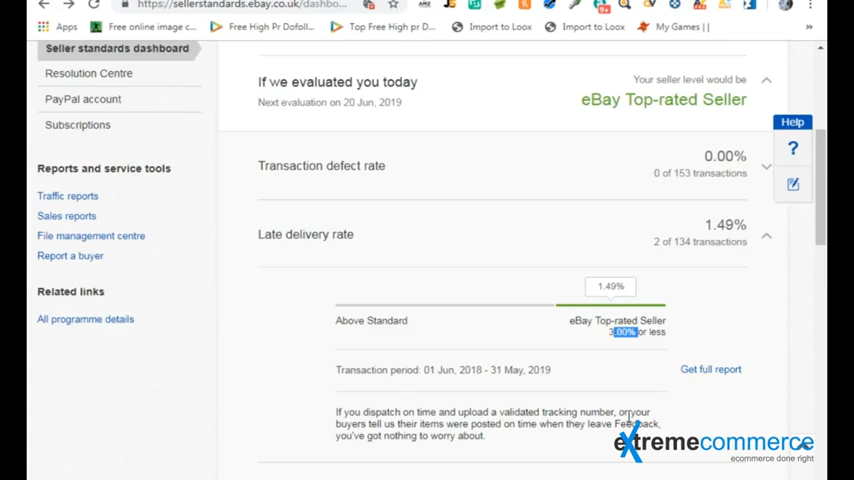 https://sellerstandards.ebay.co.uk/dashbo...
Apps
Free online image c...
Free High Pr Dofoll...
Top Free High pr D...
Import to Loox
Import to Loox
My Games | |
»
Seller standards dashboard
Resolution Centre
PayPal account
Subscriptions
Reports and service tools
Traffic reports
Sales reports
File management centre
Report a buyer
Related links
All programme details
If we evaluated you today
Next evaluation on 20 Jun, 2019
Your seller level would be
eBay Top-rated Seller
Help
?
Transaction defect rate
0.00%
0 of 153 transactions
Late delivery rate
1.49%
2 of 134 transactions
1.49%
Above Standard
eBay Top-rated Seller
3.00% or less
Transaction period: 01 Jun, 2018 - 31 May, 2019
Get full report
If you dispatch on time and upload a validated tracking number, or your
buyers tell us their items were posted on time when they leave Feedback,
you've got nothing to worry about.
extremecommerce
ecommerce done right